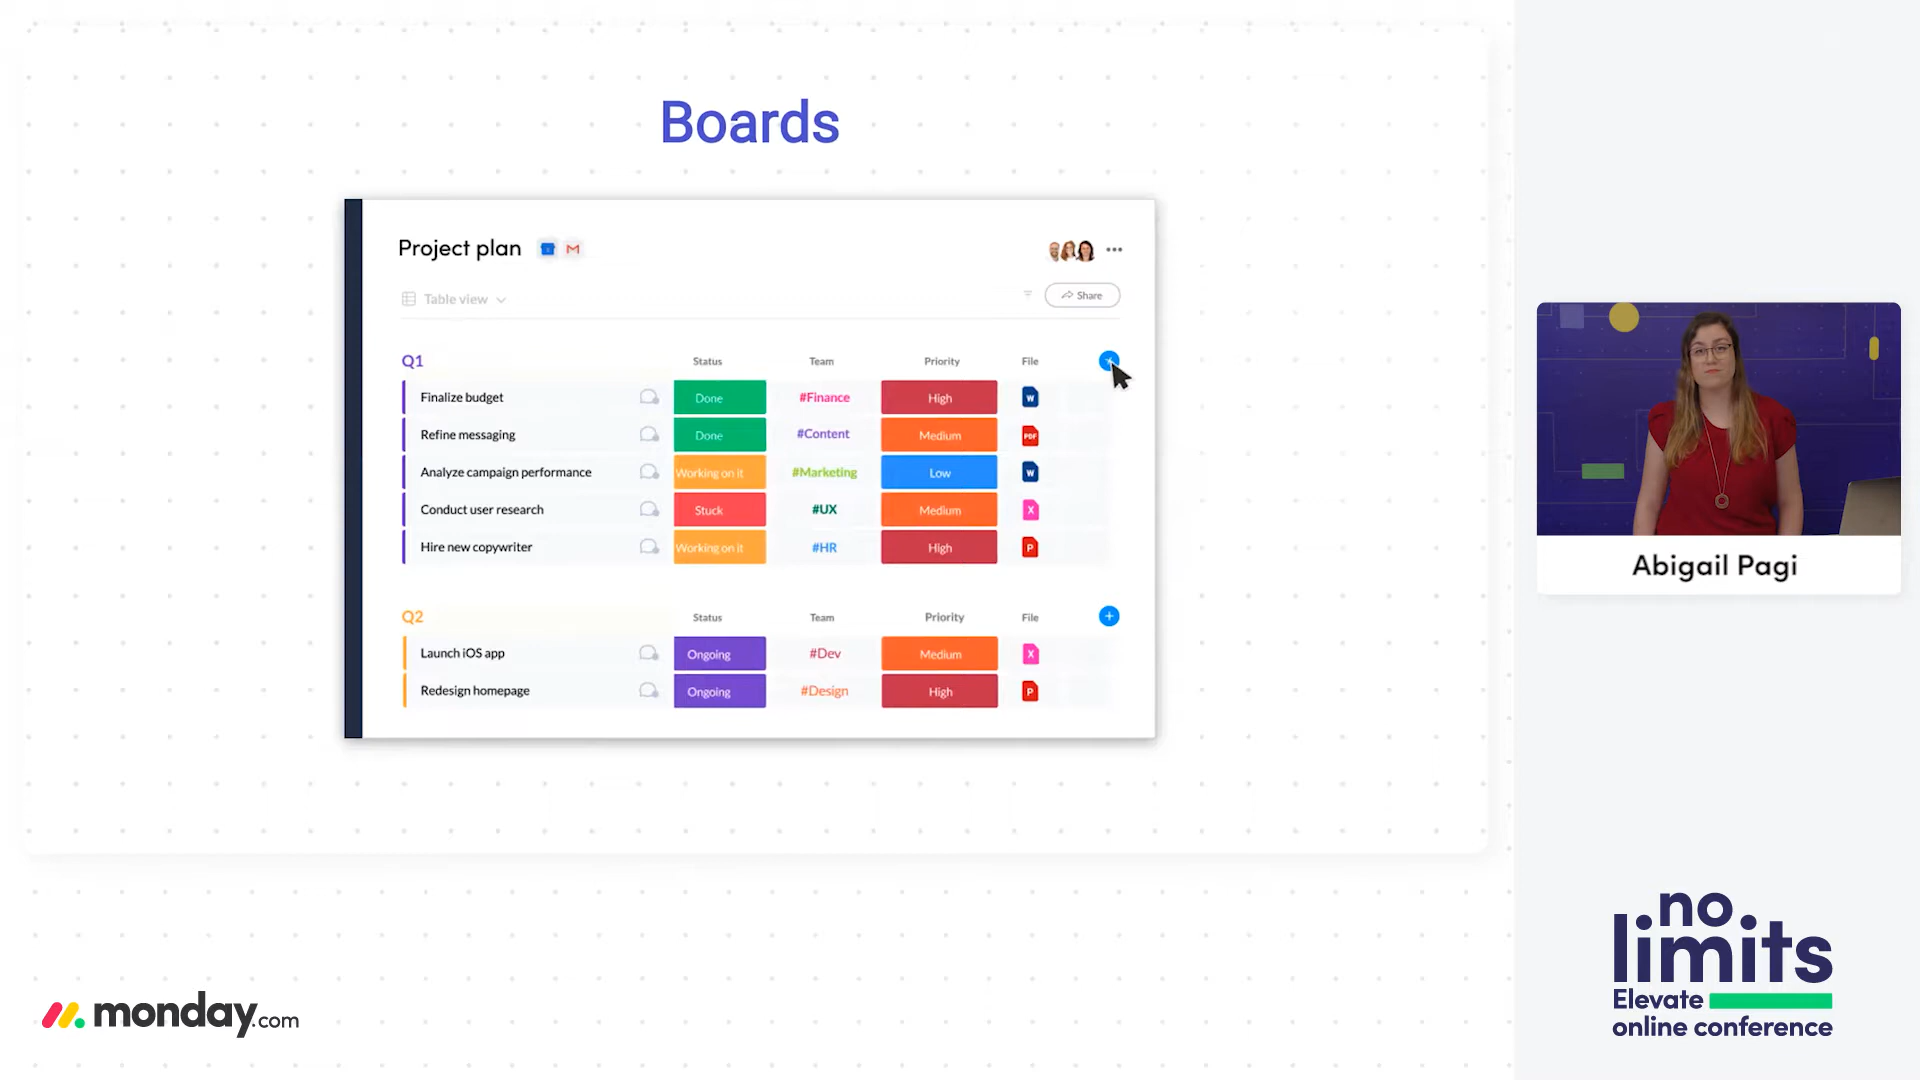 Boards
Project plan
Table view
Share
Q1 Status Team Priority File
Finalize budget Done #Finance High W
Refine messaging Done #Content Medium PDF
Analyze campaign performance Working on it #Marketing Low W
Conduct user research Stuck #UX Medium X
Hire new copywriter Working on it #HR High P
Q2 Status Team Priority File
Launch iOS app Ongoing #Dev Medium X
Redesign homepage Ongoing #Design High P
Abigail Pagi
monday.com
no
limits
Elevate
online conference